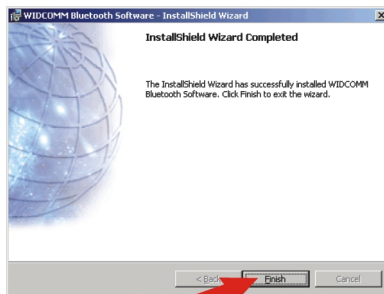 WIDCOMM Bluetooth Software - InstallShield Wizard
InstallShield Wizard Completed
The InstallShield Wizard has successfully installed WIDCOMM
Bluetooth Software. Click Finish to exit the wizard.
< Back Finish Cancel